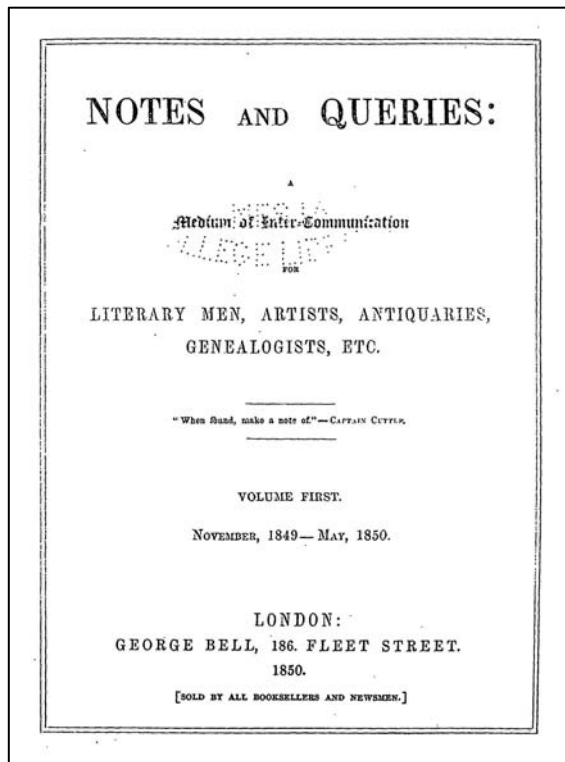 NOTES AND QUERIES:
A
Medium of Inter-Communication
FOR
LITERARY MEN, ARTISTS, ANTIQUARIES,
GENEALOGISTS, ETC.
"When found, make a note of."—CAPTAIN CUTTLE.
VOLUME FIRST.
NOVEMBER, 1849—MAY, 1850.
LONDON:
GEORGE BELL, 186. FLEET STREET.
1850.
[SOLD BY ALL BOOKSELLERS AND NEWSMEN.]